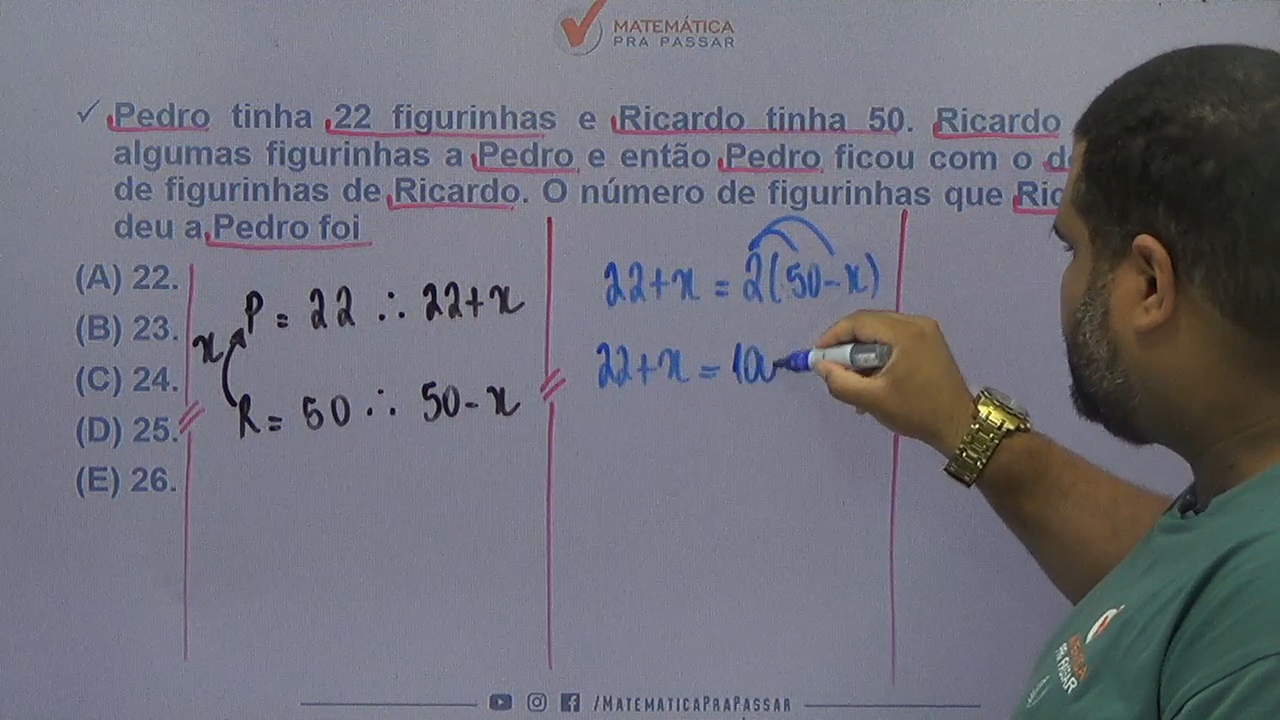 MATEMÁTICA
PRA PASSAR
✓ Pedro tinha 22 figurinhas e Ricardo tinha 50. Ricardo
algumas figurinhas a Pedro e então Pedro ficou com o
de figurinhas de Ricardo. O número de figurinhas que
deu a Pedro foi
(A) 22.
(B) 23.
(C) 24.
(D) 25.
(E) 26.
P = 22 ∴ 22+x
x
R = 50 ∴ 50-x
22+x = 2(50-x)
22+x = 10
/MATEMATICAPRAPASSAR
PRA PASSAR